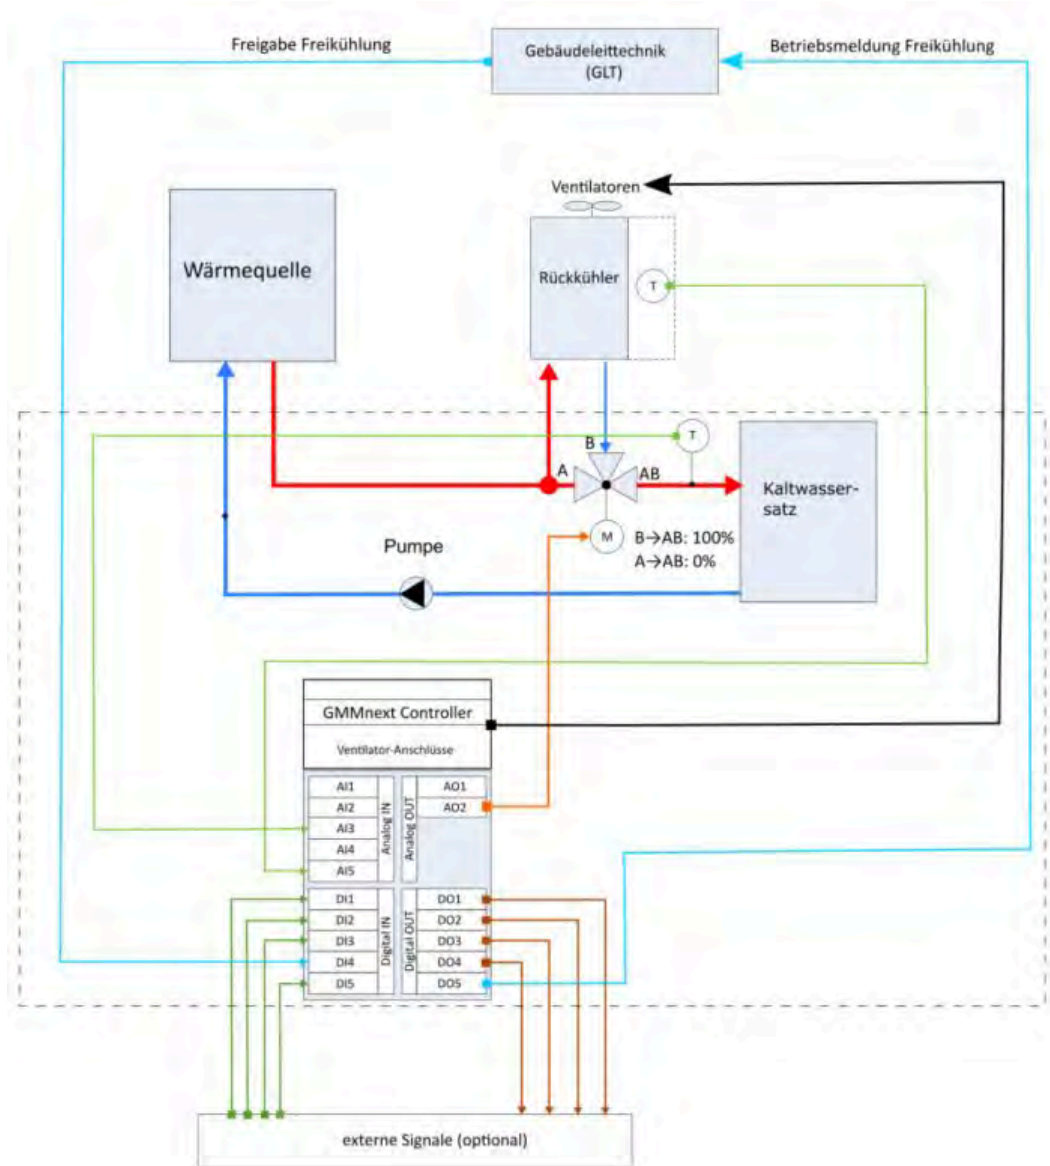 Freigabe Freikühlung
Gebäudeleittechnik
(GLT)
Betriebsmeldung Freikühlung
Ventilatoren
Wärmequelle
Rückkühler
T
T
B
A
AB
Kaltwasser-
satz
M
B→AB: 100%
A→AB: 0%
Pumpe
GMMnext Controller
Ventilator-Anschlüsse
AI1
AI2
AI3
AI4
AI5
Analog IN
Analog OUT
AO1
AO2
DI1
DI2
DI3
DI4
DI5
Digital IN
Digital OUT
DO1
DO2
DO3
DO4
DO5
externe Signale (optional)